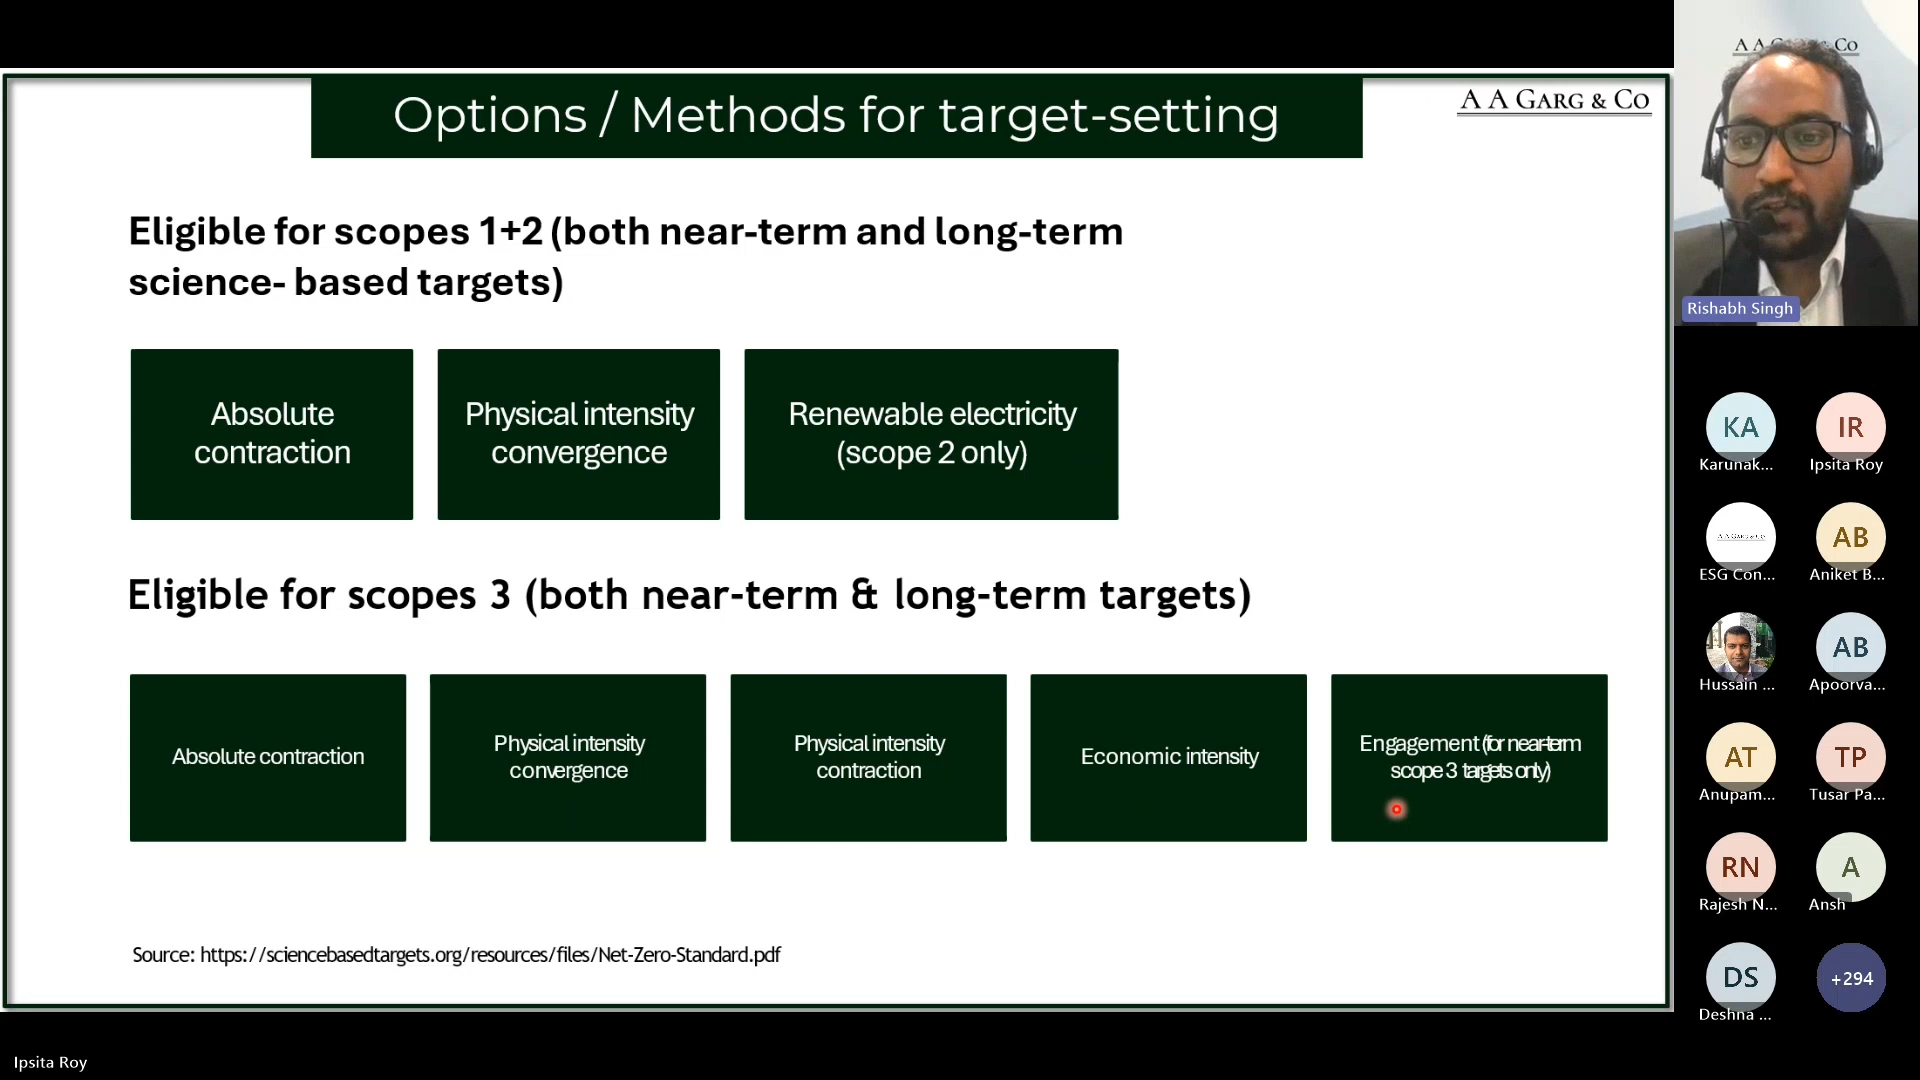 Options / Methods for target-setting
A A GARG & CO
Eligible for scopes 1+2 (both near-term and long-term
science- based targets)
Absolute
contraction
Physical intensity
convergence
Renewable electricity
(scope 2 only)
Eligible for scopes 3 (both near-term & long-term targets)
Absolute contraction
Physical intensity
convergence
Physical intensity
contraction
Economic intensity
Engagement (for near-term
scope 3 targets only)
Source: https://sciencebasedtargets.org/resources/files/Net-Zero-Standard.pdf
Ipsita Roy
Rishabh Singh
KA
Karunak...
IR
Ipsita Roy
A A GARG & CO
ESG Con...
AB
Aniket B...
Hussain ...
AB
Apoorva...
AT
Anupam...
TP
Tusar Pa...
RN
Rajesh N...
A
Ansh
DS
Deshna ...
+294